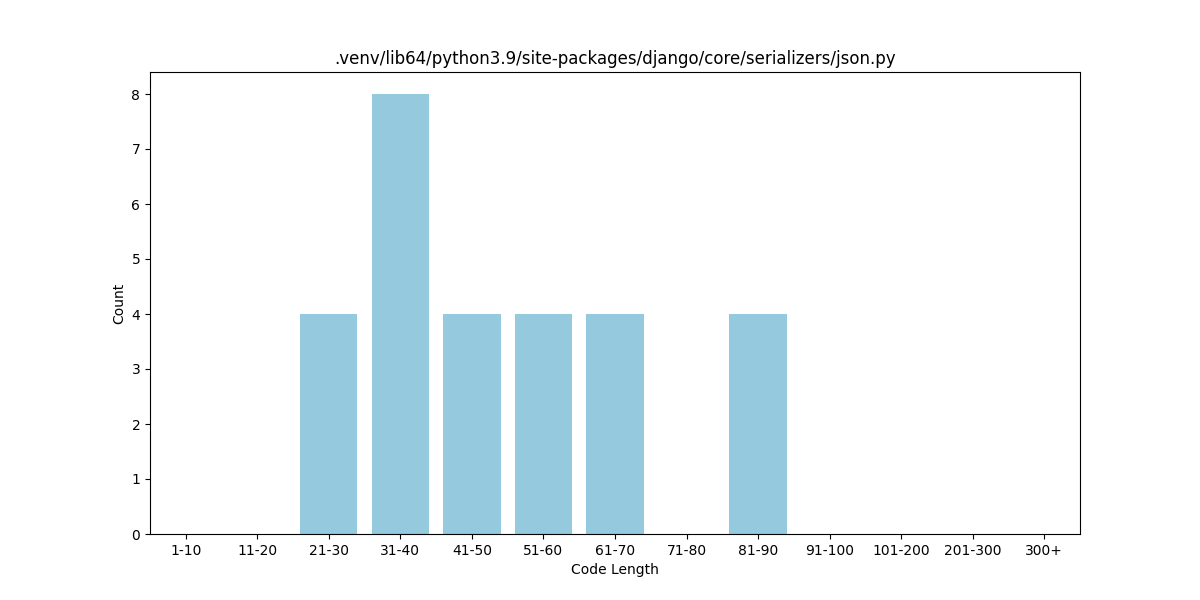 .venv/lib64/python3.9/site-packages/django/core/serializers/json.py
8
7
6
5
4
3
2
1
0
Count
1-10 11-20 21-30 31-40 41-50 51-60 61-70 71-80 81-90 91-100 101-200 201-300 300+
Code Length